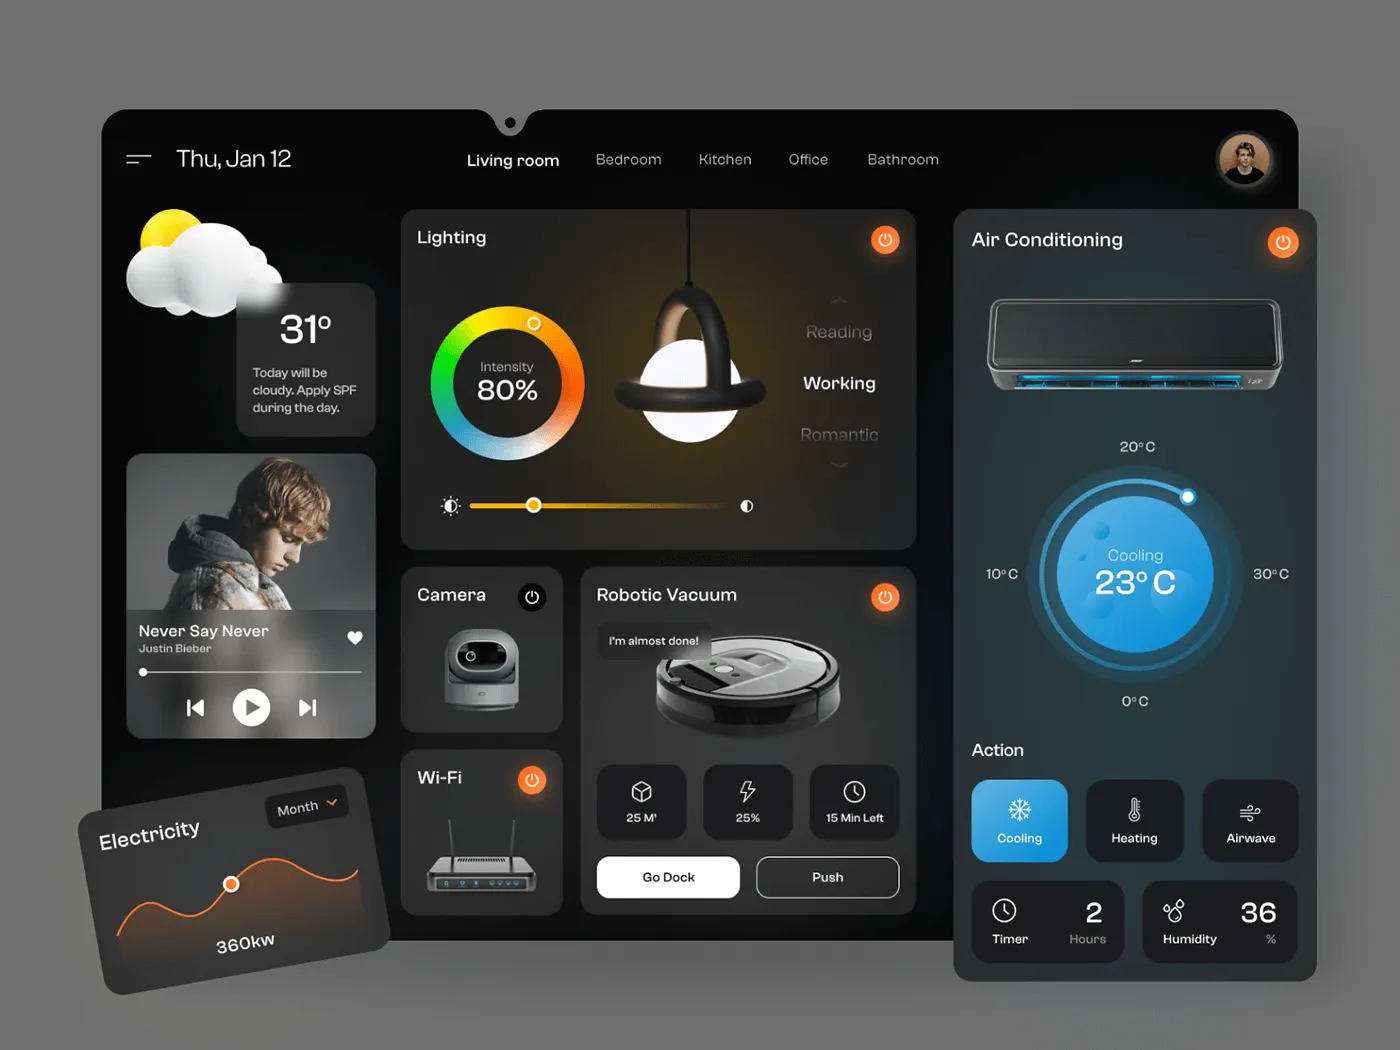 Thu, Jan 12
Living room
Bedroom
Kitchen
Office
Bathroom
31°
Today will be
cloudy. Apply SPF
during the day.
Never Say Never
Justin Bieber
Electricity
Month
360kw
Lighting
Intensity
80%
Reading
Working
Romantic
Camera
Wi-Fi
Robotic Vacuum
I'm almost done!
25 M'
25%
15 Min Left
Go Dock
Push
Air Conditioning
20°C
10°C
Cooling
23°C
30°C
0°C
Action
Cooling
Heating
Airwave
Timer
2
Hours
Humidity
36
%